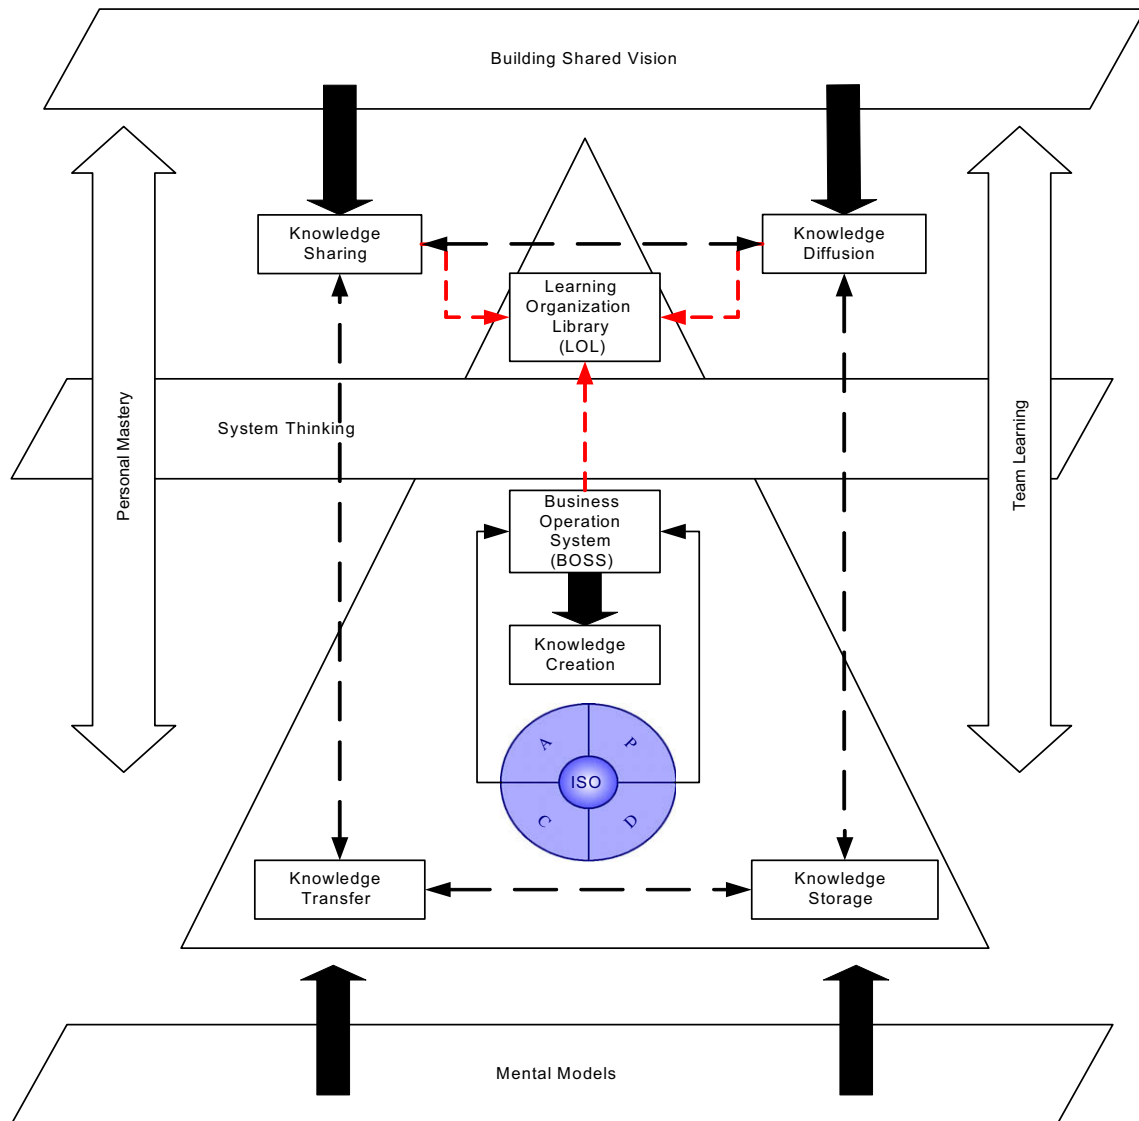 Building Shared Vision
Knowledge
Sharing
Knowledge
Diffusion
Learning
Organization
Library
(LOL)
Personal Mastery
System Thinking
Team Learning
Business
Operation
System
(BOSS)
Knowledge
Creation
A
P
ISO
C
D
Knowledge
Transfer
Knowledge
Storage
Mental Models